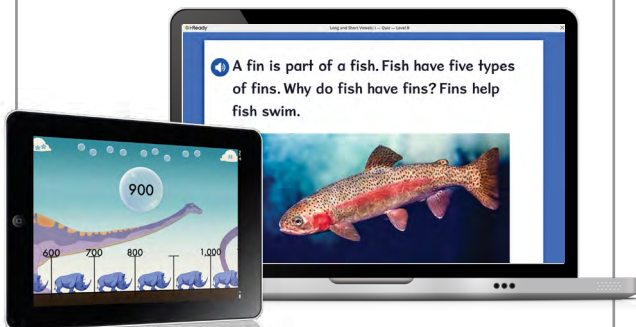 i-Ready
Long and Short Vowels: I — Quiz — Level B
X
A fin is part of a fish. Fish have five types
of fins. Why do fish have fins? Fins help
fish swim.
900
600 700 800 1,000